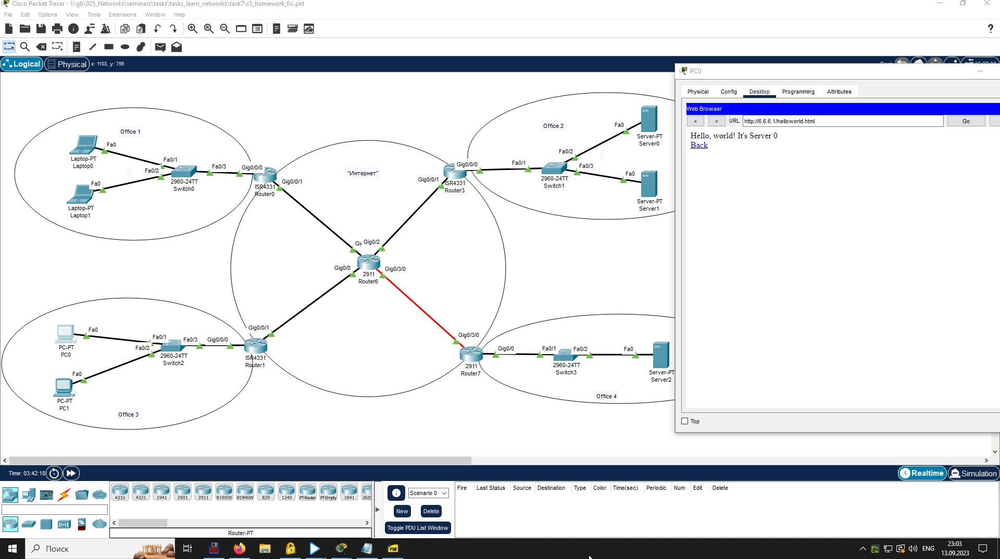 Cisco Packet Tracer - I:\gb\025_Networks\seminars\tasks\tasks_learn_networks\task7\s5_homework_fix.pkt
File Edit Options View Tools Extensions Window Help
?
Logical Physical x: 1103, y: 756
PC0
Physical Config Desktop Programming Attributes
Web Browser
< > URL http://6.6.6.1/helloworld.html Go
Hello, world! It's Server 0
Back
Top
Office 1
Fa0
Laptop-PT
Laptop0
Fa0/1
Fa0/2
Fa0/3
Fa0
Laptop-PT
Laptop1
2960-24TT
Switch0
Gig0/0/0
ISR4331
Router0
Gig0/0/1
"Интернет"
Office 2
Gig0/0/0
Gig0/0/1
ISR4331
Router3
Fa0/1
Fa0/2
Fa0/3
2960-24TT
Switch1
Fa0
Server-PT
Server0
Fa0
Server-PT
Server1
Gig0/2
Gig0/0
Gig0/3/0
2911
Router6
Office 3
Fa0
PC-PT
PC0
Fa0/1
Fa0/2
Fa0/3
2960-24TT
Switch2
Fa0
PC-PT
PC1
Gig0/0/0
Gig0/0/1
ISR4331
Router1
Gig0/3/0
2911
Router7
Gig0/0
Fa0/1
Fa0/2
2960-24TT
Switch3
Fa0
Server-PT
Server2
Office 4
Time: 03:42:18
Realtime Simulation
4331 4321 1941 2901 2911 819IOX 819HGW 829 1240 PT-Router PT-Empty 1841 2620
Router-PT
Scenario 0
New Delete
Toggle PDU List Window
Fire Last Status Source Destination Type Color Time(sec) Periodic Num Edit Delete
Поиск
PDF
ENG
23:03
13.09.2023